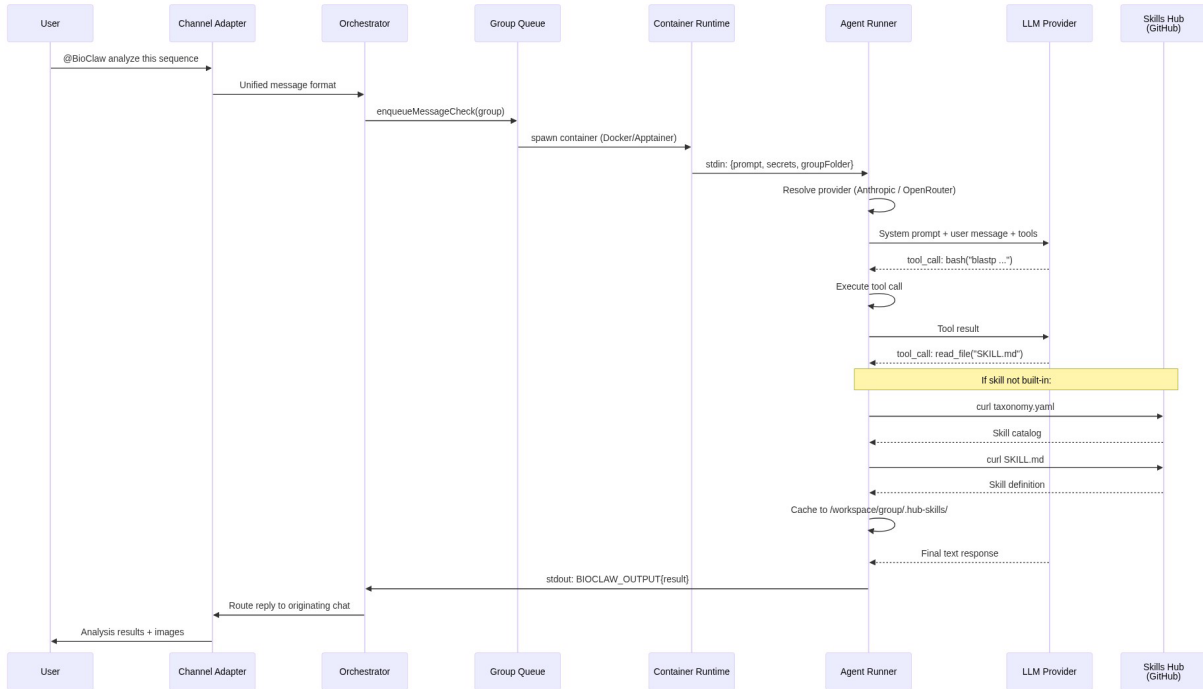 User
Channel Adapter
Orchestrator
Group Queue
Container Runtime
Agent Runner
LLM Provider
Skills Hub
(GitHub)
@BioClaw analyze this sequence
Unified message format
enqueueMessageCheck(group)
spawn container (Docker/Apptainer)
stdin: {prompt, secrets, groupFolder}
Resolve provider (Anthropic / OpenRouter)
System prompt + user message + tools
tool_call: bash("blastp ...")
Execute tool call
Tool result
tool_call: read_file("SKILL.md")
If skill not built-in:
curl taxonomy.yaml
Skill catalog
curl SKILL.md
Skill definition
Cache to /workspace/group/.hub-skills/
Final text response
stdout: BIOCLAW_OUTPUT{result}
Route reply to originating chat
Analysis results + images
User
Channel Adapter
Orchestrator
Group Queue
Container Runtime
Agent Runner
LLM Provider
Skills Hub
(GitHub)